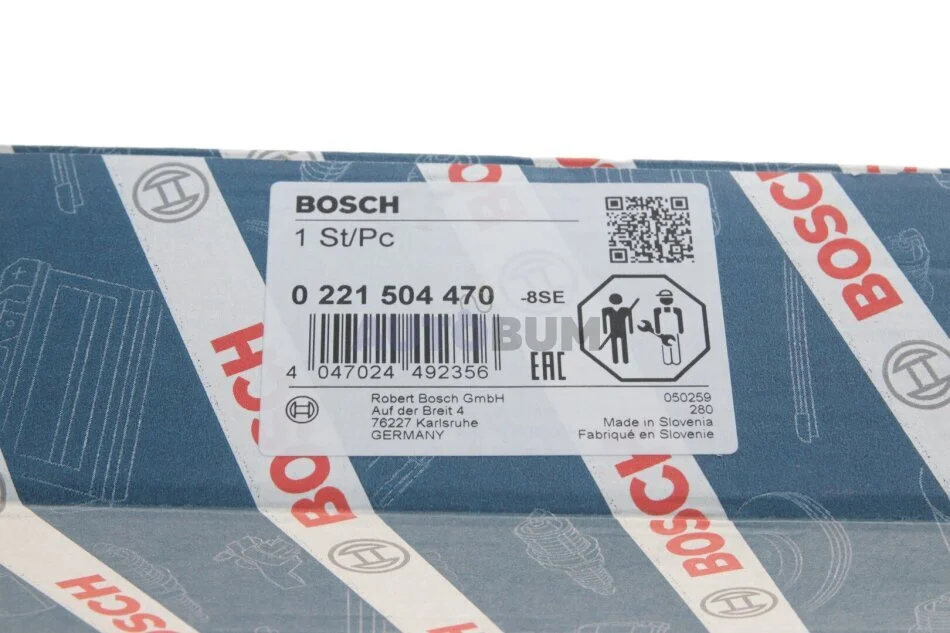 BOSCH
BOSCH
1 St/Pc
0 221 504 470 -8SE
AUTOBUM
4 047024 492356
EAC
Robert Bosch GmbH
Auf der Breit 4
76227 Karlsruhe
GERMANY
050259
280
Made in Slovenia
Fabriqué en Slovenie
BOSCH
BOSCH
BOSCH
BOSCH